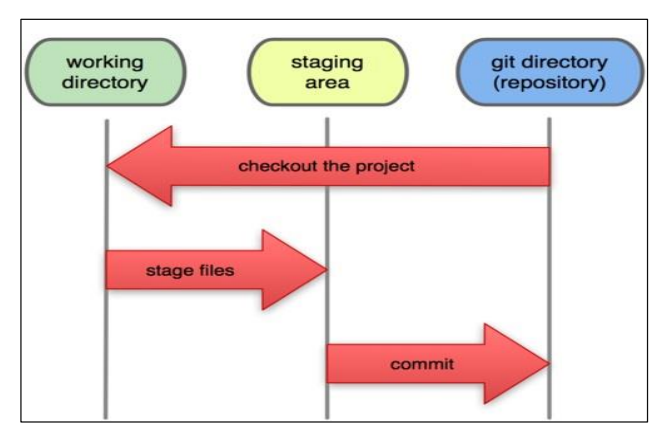 working
directory
staging
area
git directory
(repository)
checkout the project
stage files
commit